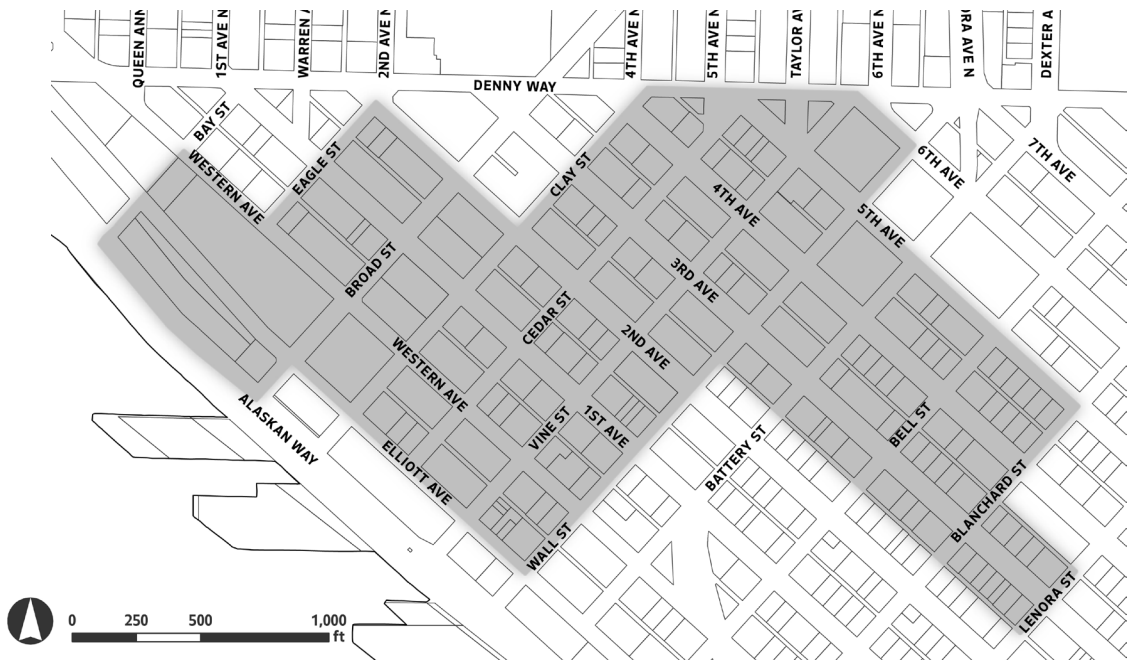 QUEEN ANN
1ST AVE N
WARREN A
2ND AVE N
4TH AVE N
5TH AVE N
TAYLOR AV
6TH AVE N
ORA AVE N
DEXTER A
DENNY WAY
BAY ST
WESTERN AVE
EAGLE ST
CLAY ST
4TH AVE
6TH AVE
7TH AVE
5TH AVE
BROAD ST
3RD AVE
CEDAR ST
2ND AVE
WESTERN AVE
ALASKAN WAY
VINE ST
1ST AVE
BELL ST
ELLIOTT AVE
BATTERY ST
BLANCHARD ST
WALL ST
LENORA ST
0 250 500 1,000
ft